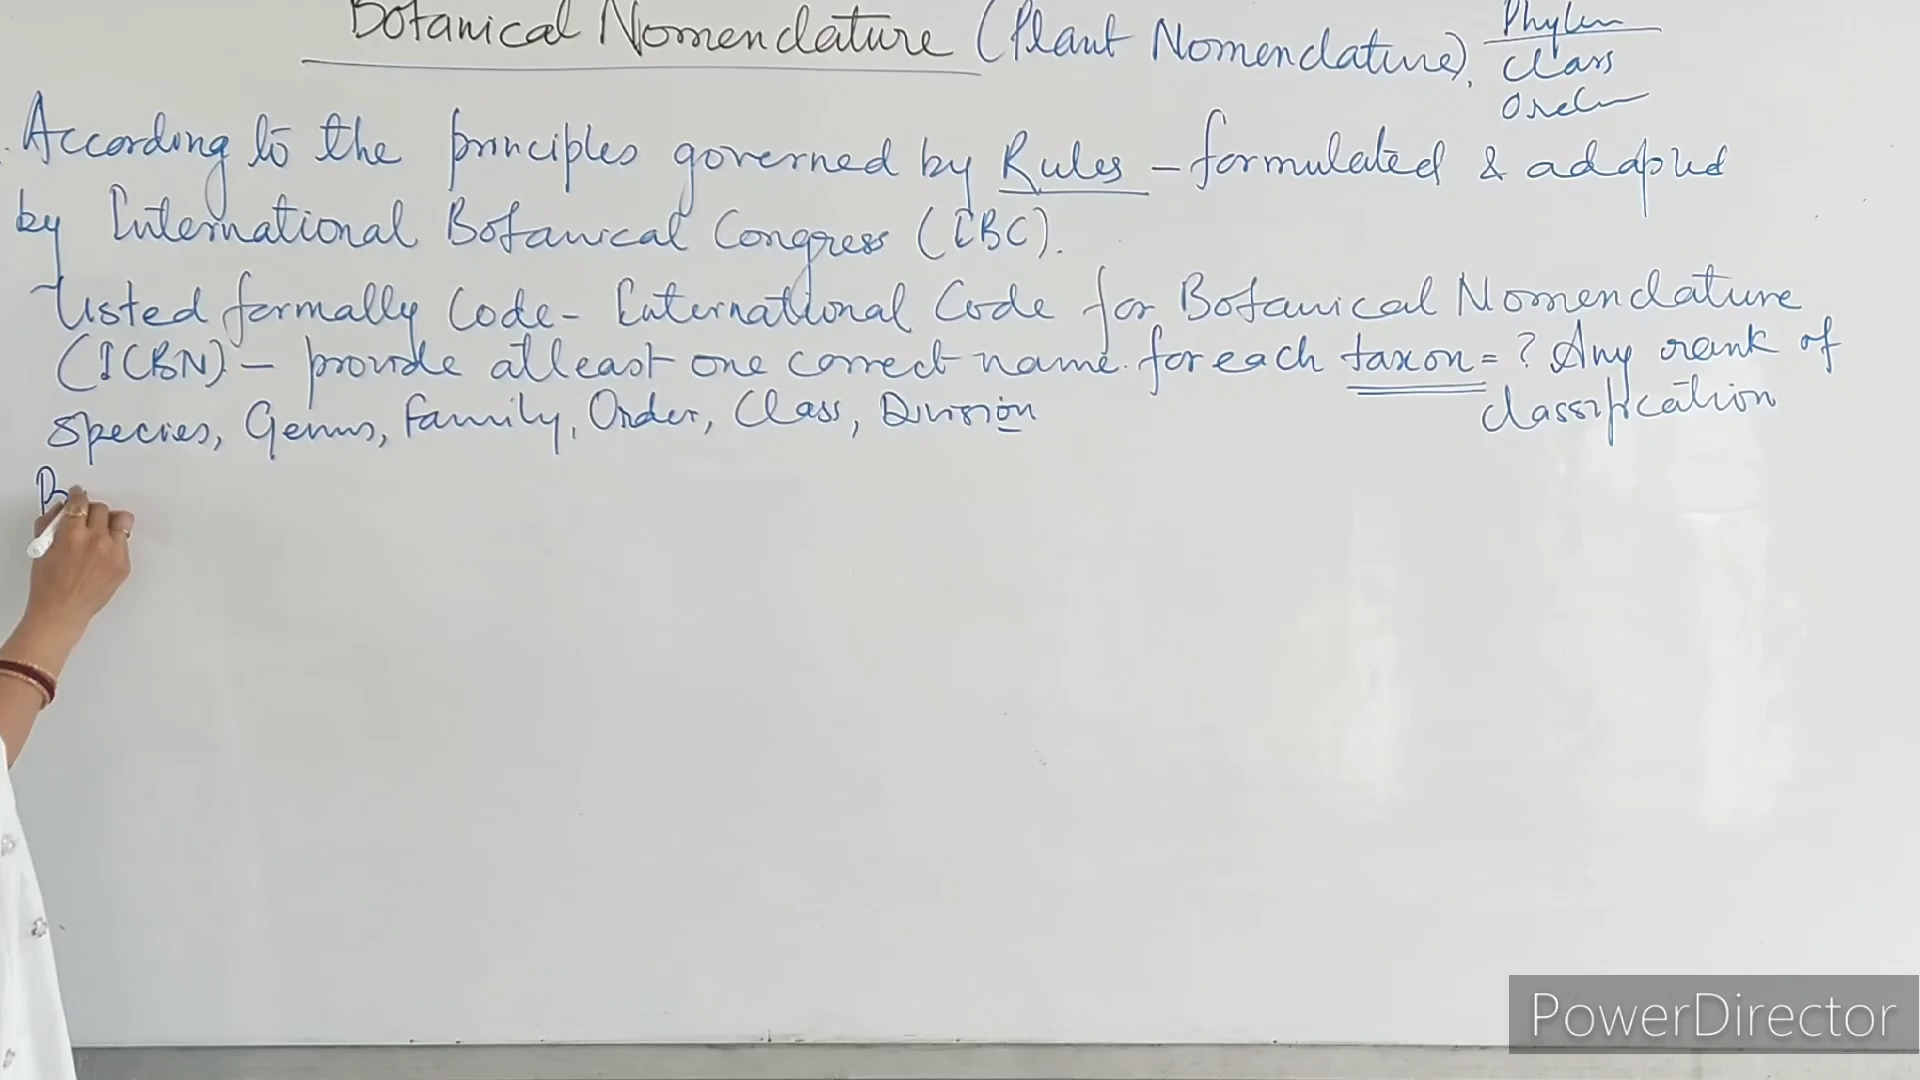 Botanical Nomenclature (Plant Nomenclature),
Phylum
Class
Order
According to the principles governed by Rules - formulated & adapted
by International Botanical Congress (IBC).
Listed formally Code - International Code for Botanical Nomenclature
(ICBN) - provide atleast one correct name for each taxon = ? Any rank of
classification
Species, Genus, Family, Order, Class, Division
PowerDirector